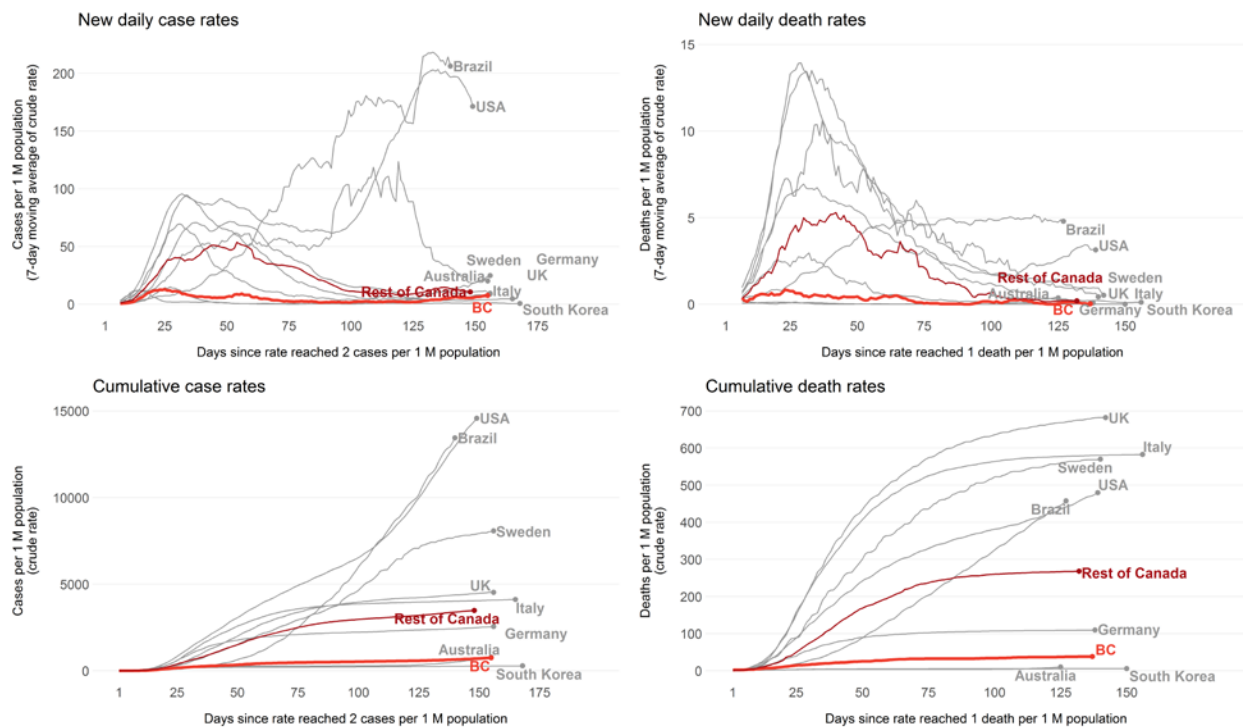 New daily case rates
Cases per 1 M population
(7-day moving average of crude rate)
200
150
100
50
0
Brazil
USA
Sweden Germany
Australia UK
Rest of Canada Italy
BC
South Korea
1 25 50 75 100 125 150 175
Days since rate reached 2 cases per 1 M population
New daily death rates
Deaths per 1 M population
(7-day moving average of crude rate)
15
10
5
0
Brazil
USA
Rest of Canada Sweden
Australia UK Italy
BC Germany South Korea
1 25 50 75 100 125 150
Days since rate reached 1 death per 1 M population
Cumulative case rates
Cases per 1 M population
(crude rate)
15000
10000
5000
0
USA
Brazil
Sweden
UK
Italy
Rest of Canada
Germany
Australia
BC
South Korea
1 25 50 75 100 125 150 175
Days since rate reached 2 cases per 1 M population
Cumulative death rates
Deaths per 1 M population
(crude rate)
700
600
500
400
300
200
100
0
UK
Italy
Sweden
USA
Brazil
Rest of Canada
Germany
BC
Australia
South Korea
1 25 50 75 100 125 150
Days since rate reached 1 death per 1 M population